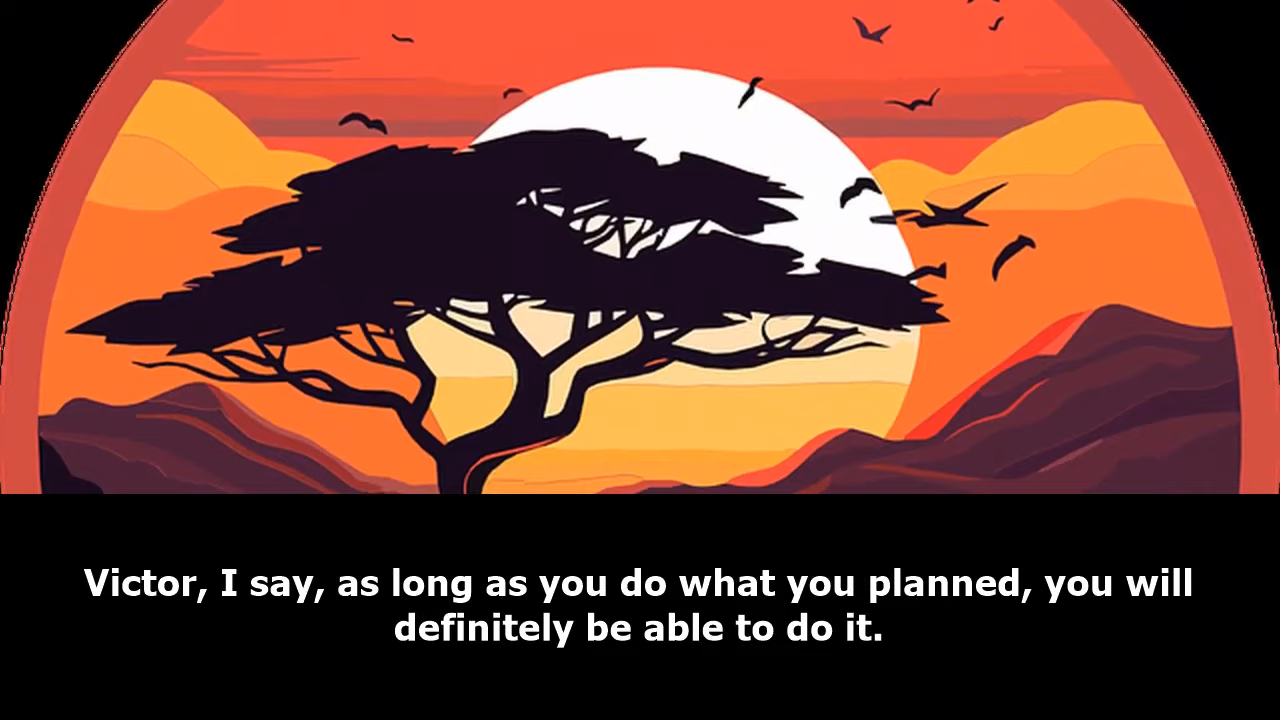 Victor, I say, as long as you do what you planned, you will
definitely be able to do it.